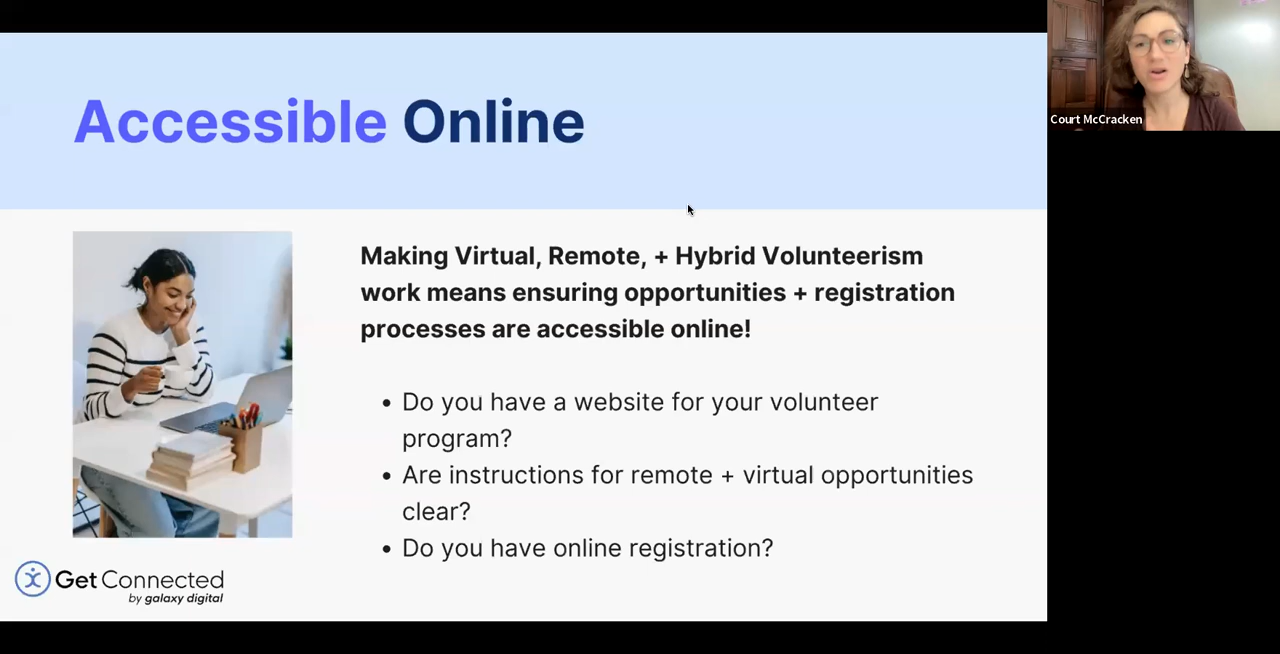 Accessible Online
Making Virtual, Remote, + Hybrid Volunteerism
work means ensuring opportunities + registration
processes are accessible online!
• Do you have a website for your volunteer
program?
• Are instructions for remote + virtual opportunities
clear?
• Do you have online registration?
Get Connected
by galaxy digital
Court McCracken